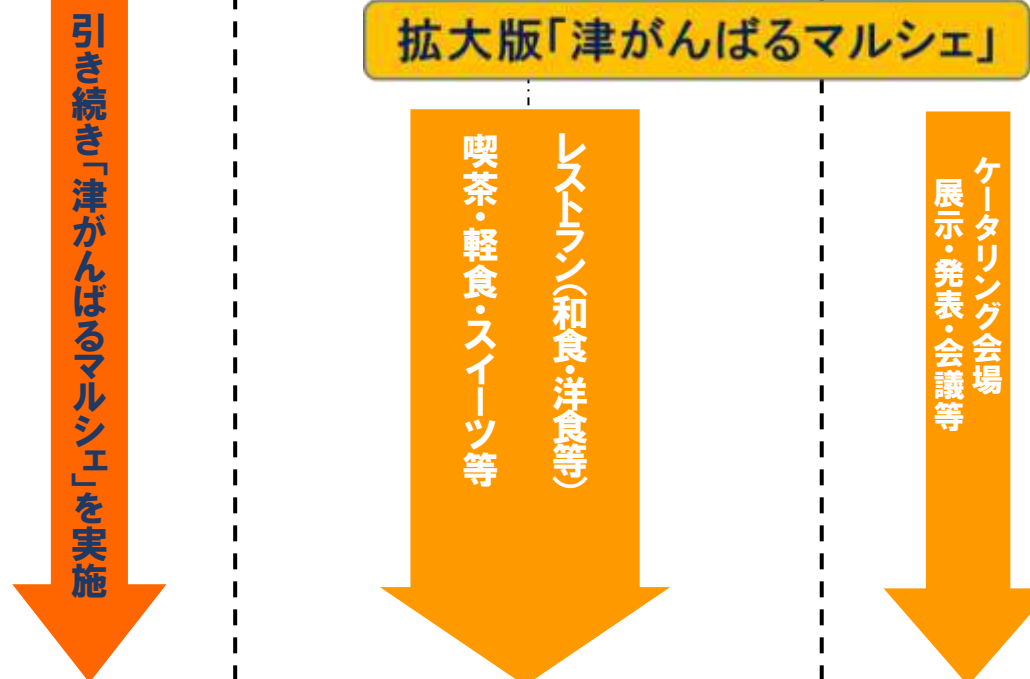 拡大版「津がんばるマルシェ」
引き続き「津がんばるマルシェ」を実施
レストラン(和食・洋食等)
喫茶・軽食・スイーツ等
ケータリング会場
展示・発表・会議等